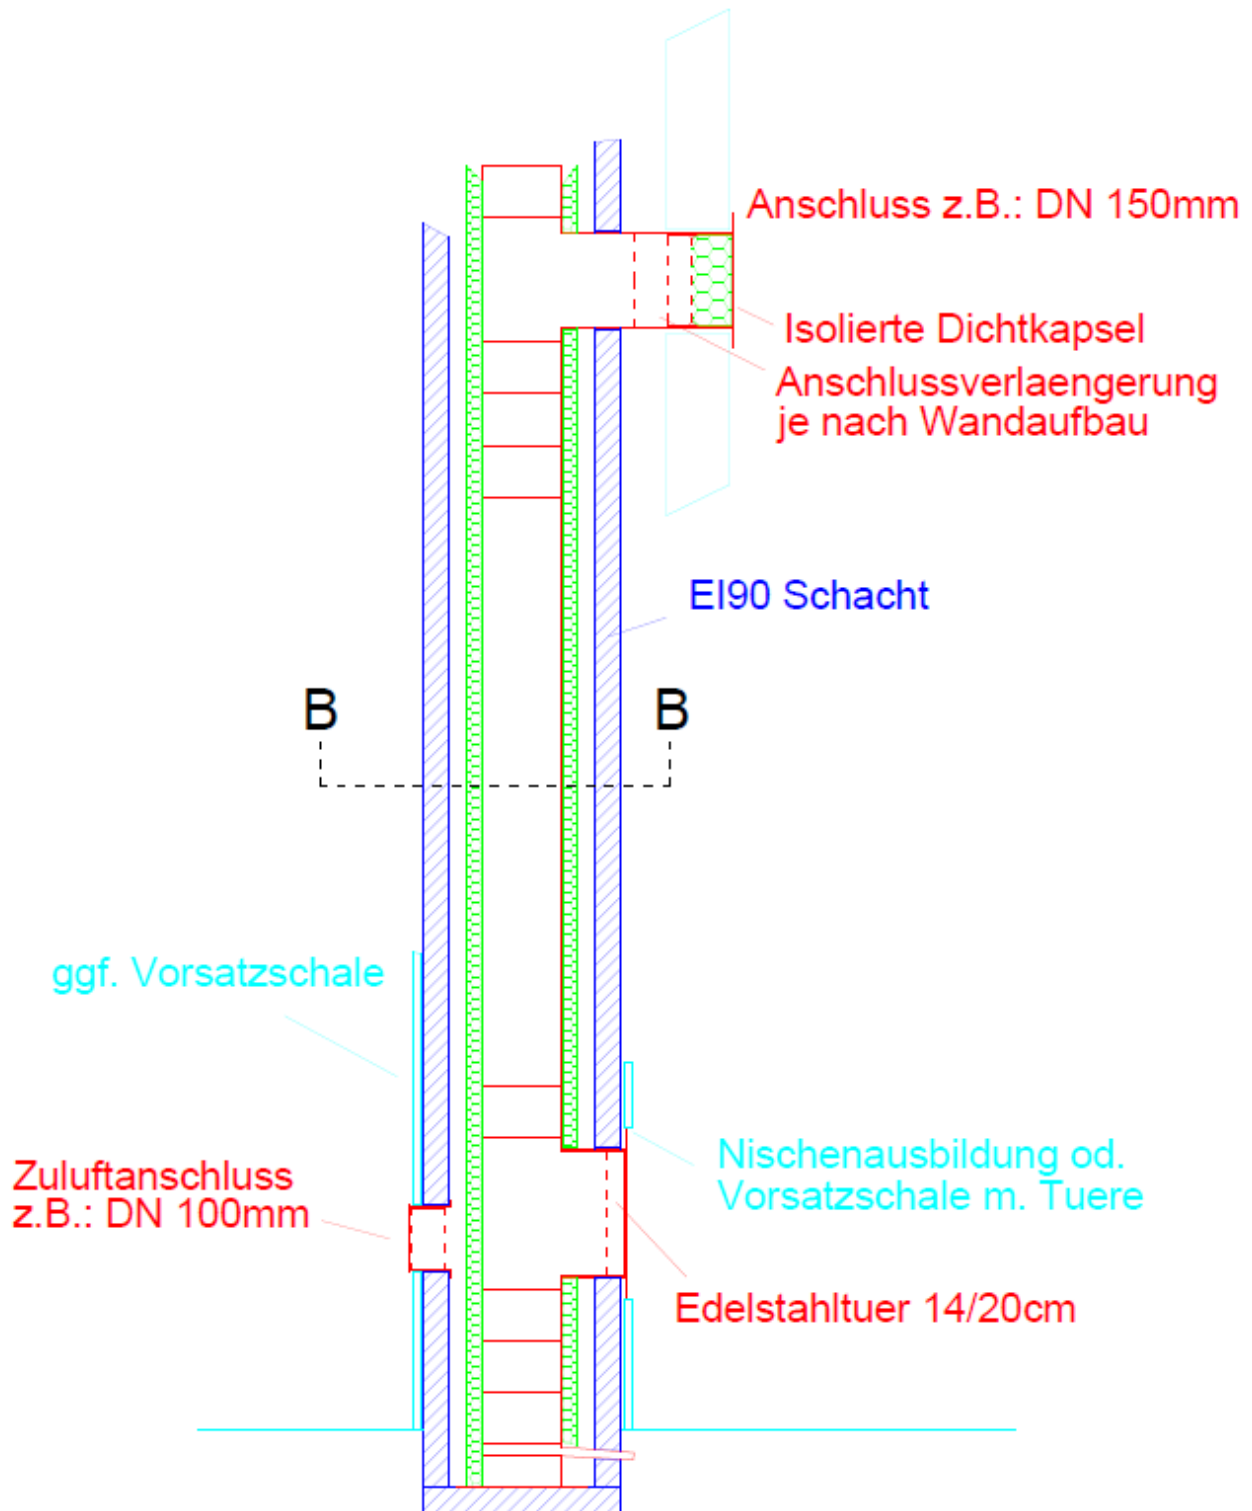 Anschluss z.B.: DN 150mm
Isolierte Dichtkapsel
Anschlussverlaengerung
je nach Wandaufbau
EI90 Schacht
B B
ggf. Vorsatzschale
Zuluftanschluss
z.B.: DN 100mm
Nischenausbildung od.
Vorsatzschale m. Tuere
Edelstahltuer 14/20cm